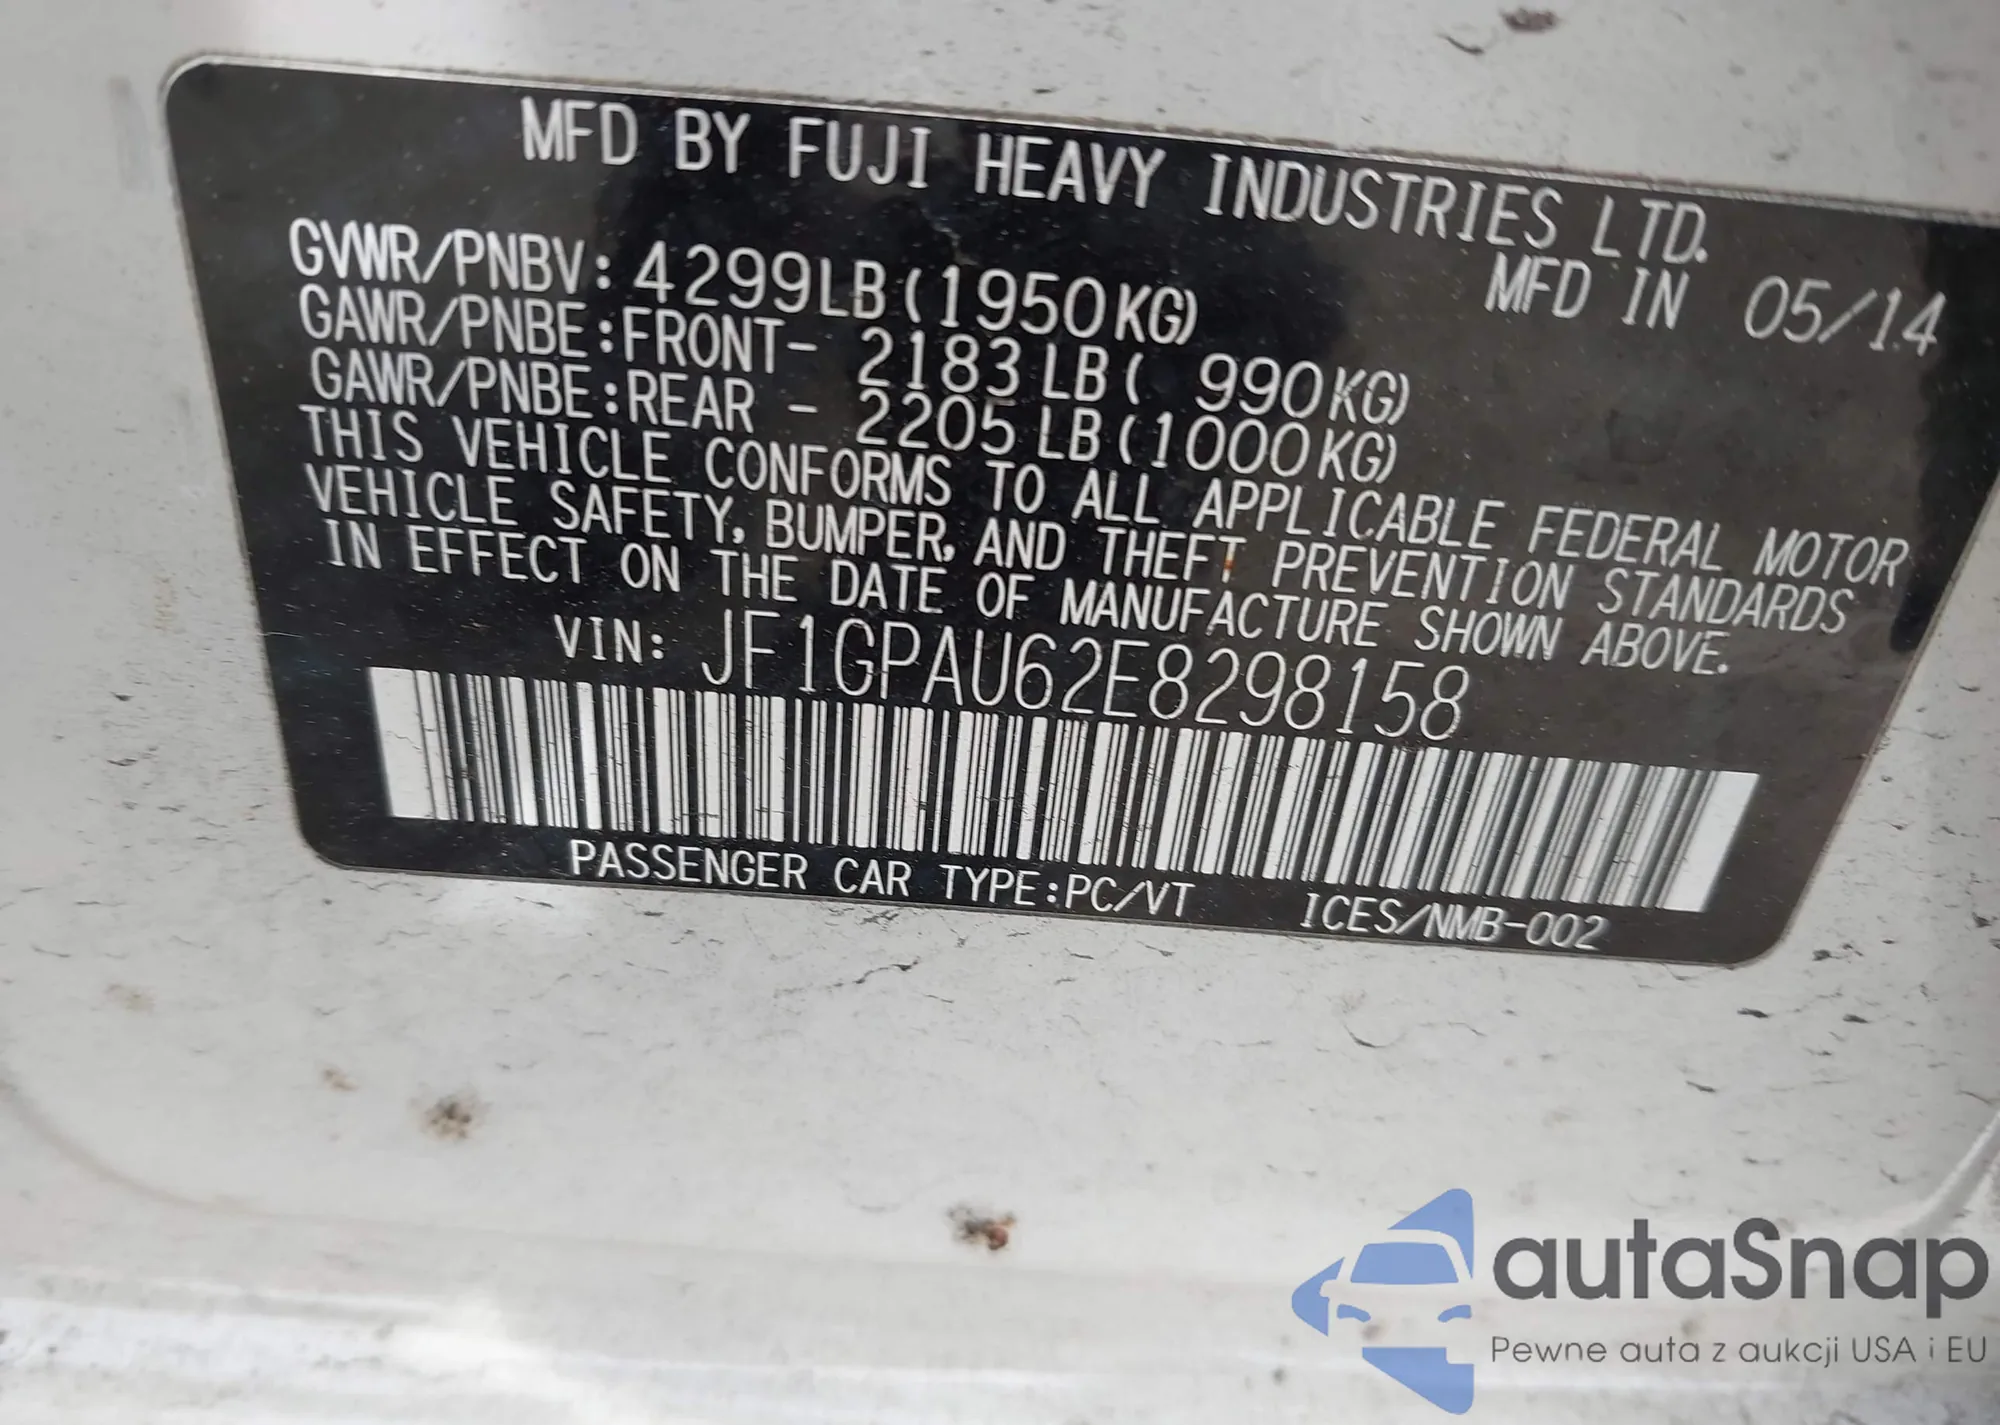 MFD BY FUJI HEAVY INDUSTRIES LTD.
GVWR/PNBV: 4299LB(1950KG) MFD IN 05/14
GAWR/PNBE:FRONT- 2183LB( 990KG)
GAWR/PNBE:REAR - 2205LB(1000KG)
THIS VEHICLE CONFORMS TO ALL APPLICABLE FEDERAL MOTOR
VEHICLE SAFETY, BUMPER, AND THEFT PREVENTION STANDARDS
IN EFFECT ON THE DATE OF MANUFACTURE SHOWN ABOVE.
VIN: JF1GPAU62E8298158
PASSENGER CAR TYPE:PC/VT ICES/NMB-002
autaSnap
Pewne auta z aukcji USA i EU